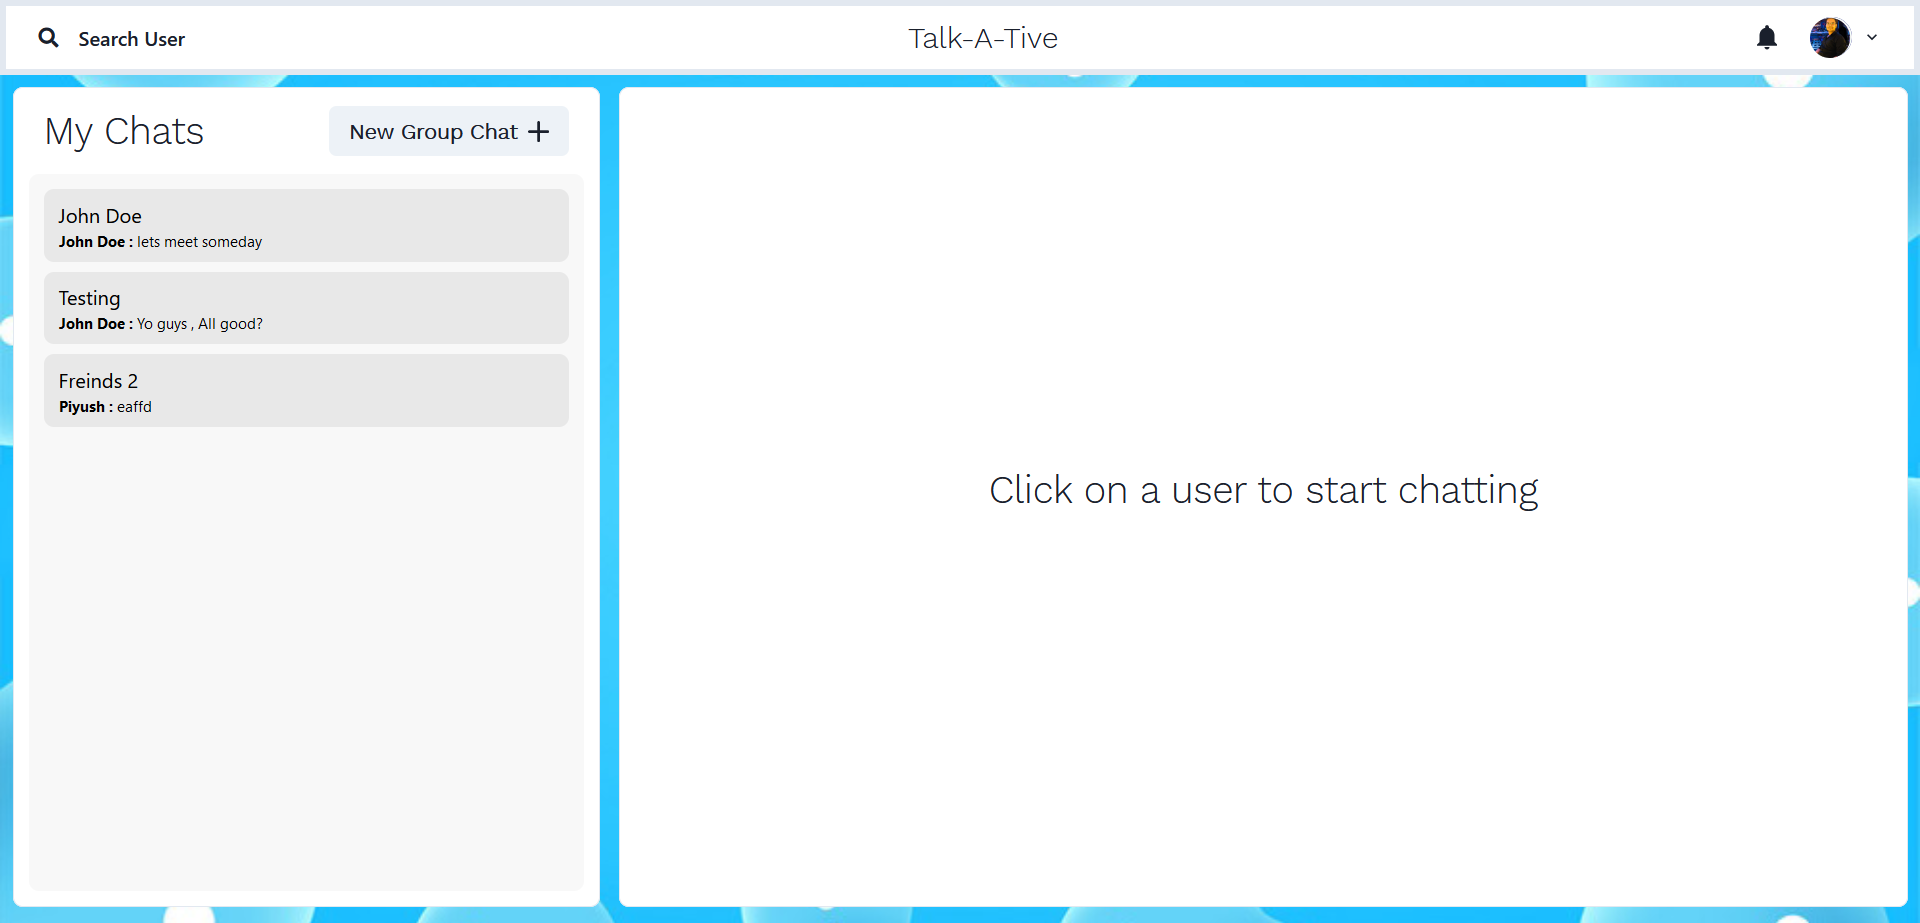 Search User
Talk-A-Tive
My Chats
New Group Chat
John Doe
John Doe : lets meet someday
Testing
John Doe : Yo guys , All good?
Freinds 2
Piyush : eaffd
Click on a user to start chatting